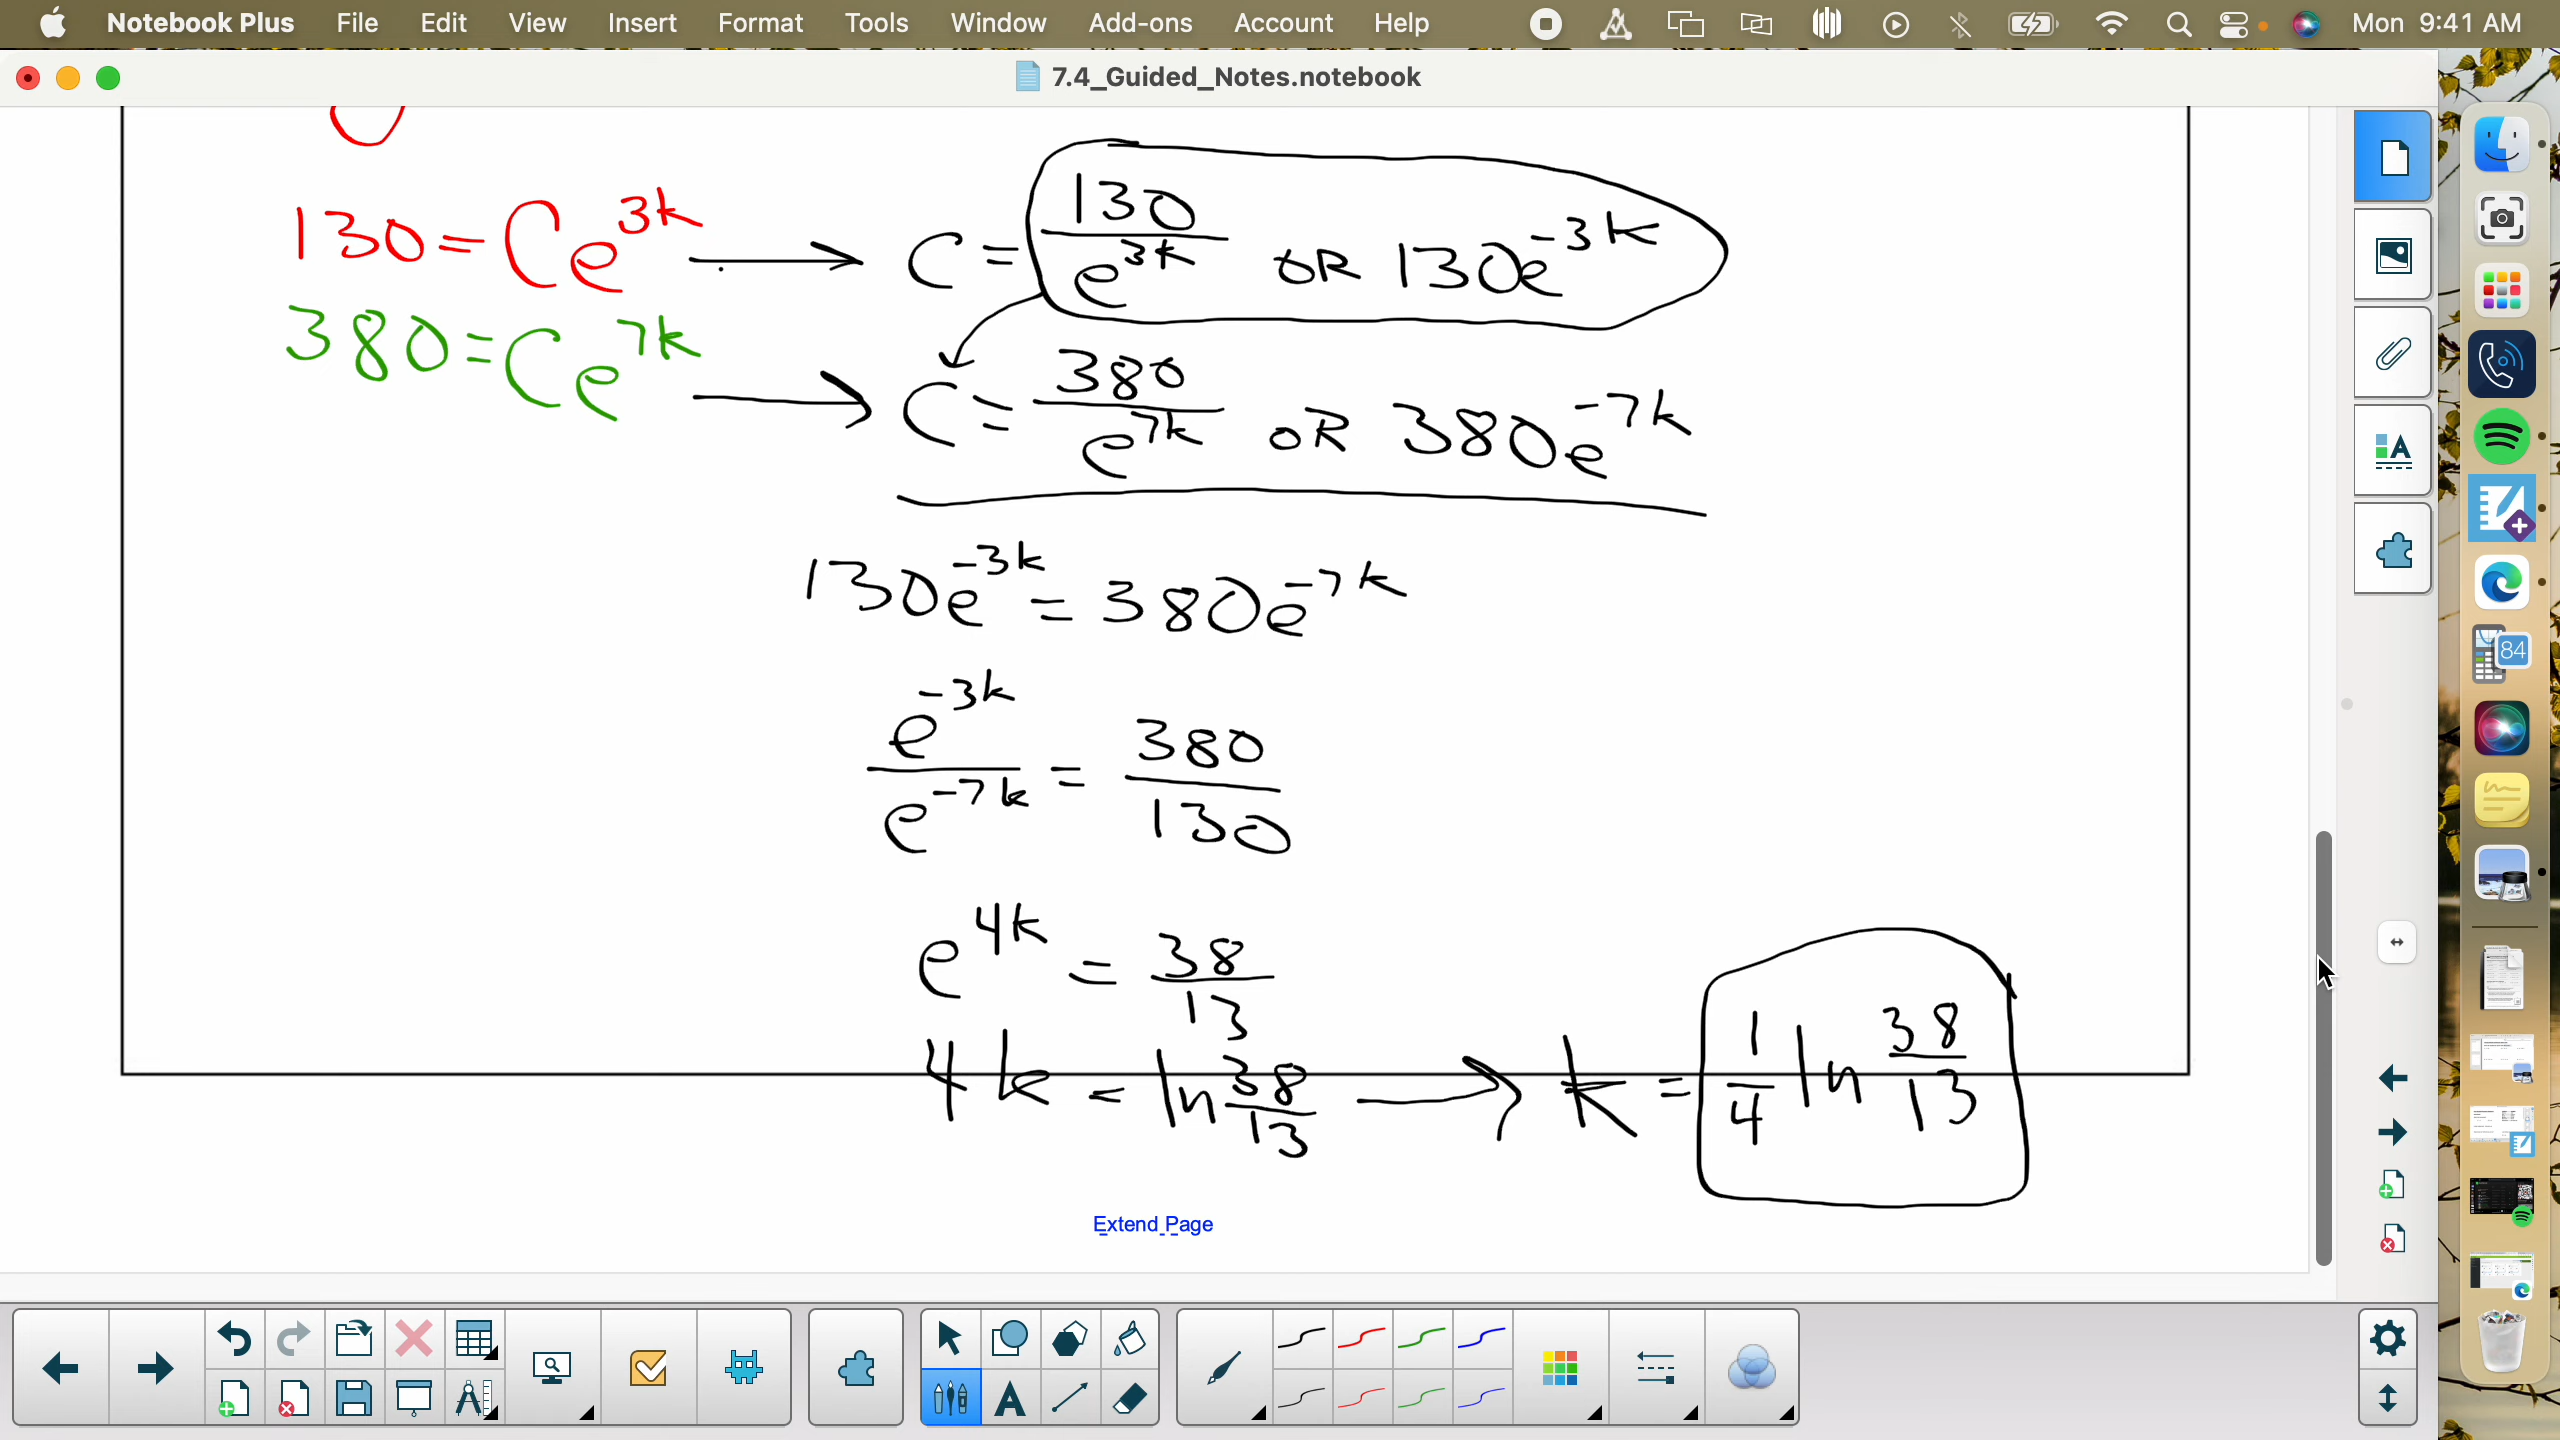 Notebook Plus File Edit View Insert Format Tools Window Add-ons Account Help Mon 9:41 AM
7.4_Guided_Notes.notebook
130 = Ce^{3k} → C = 130/e^{3k} OR 130e^{-3k}
380 = Ce^{7k} → C = 380/e^{7k} OR 380e^{-7k}
130e^{-3k} = 380e^{-7k}
e^{-3k}/e^{-7k} = 380/130
e^{4k} = 38/13
4k = ln 38/13 → k = 1/4 ln 38/13
Extend Page
84
A
A